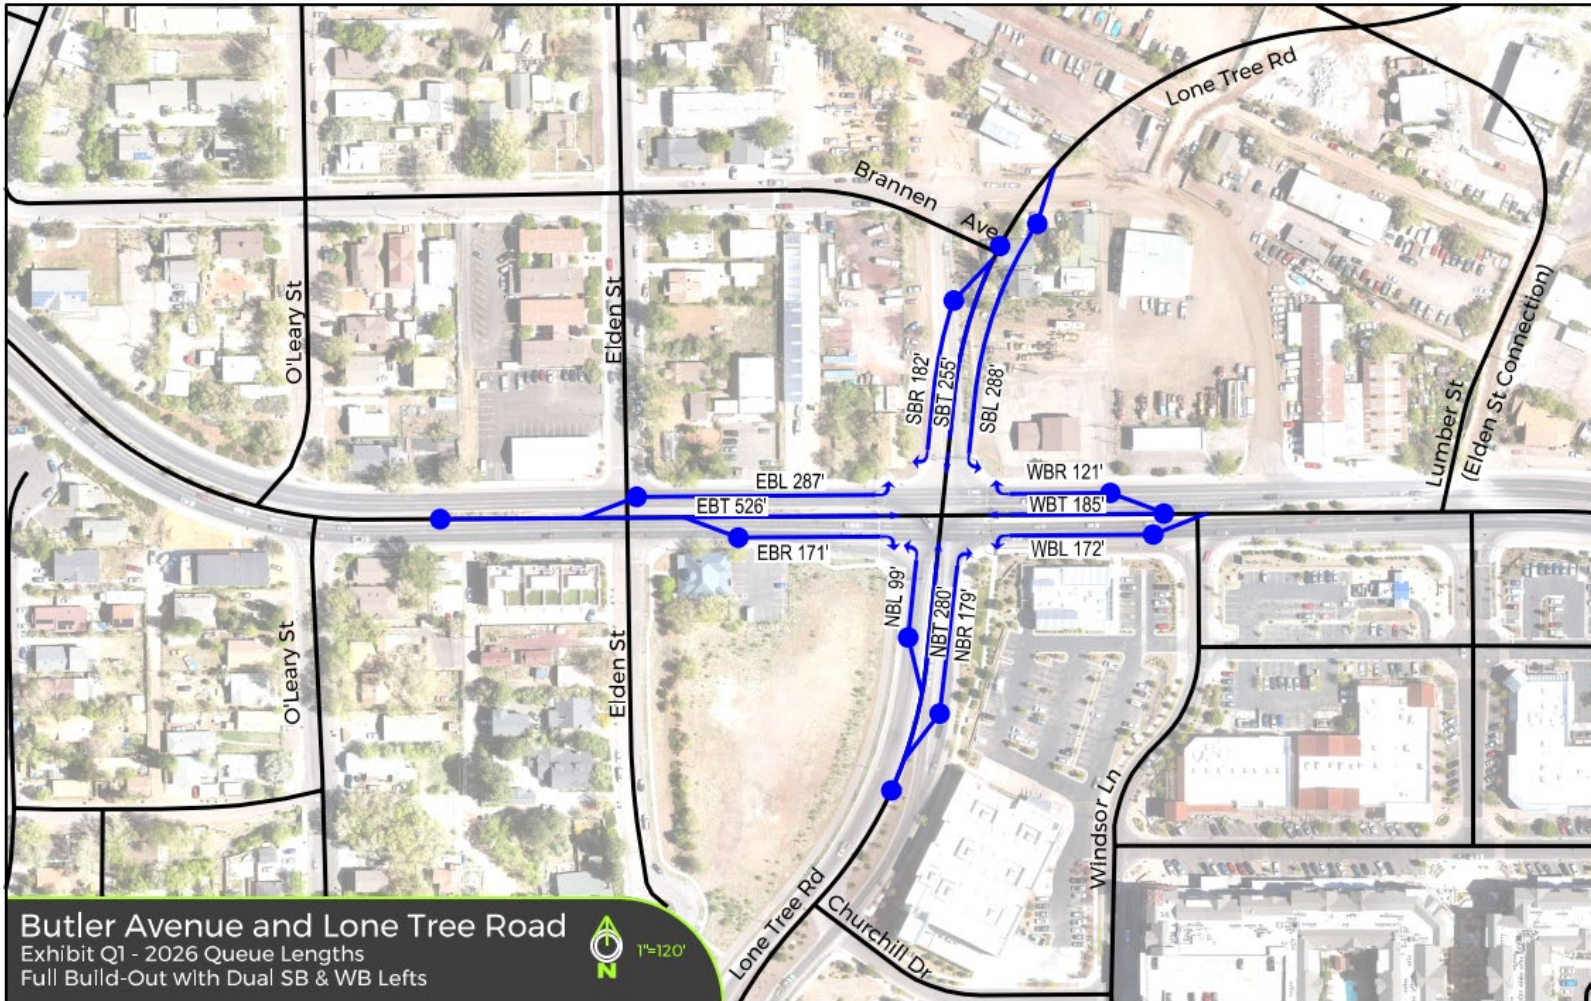 Lone Tree Rd
Brannen Ave
O'Leary St
Elden St
SBR 182'
SBT 255'
SBL 288'
Lumber St
(Elden St Connection)
EBL 287'
WBR 121'
EBT 526'
WBT 185'
EBR 171'
WBL 172'
NBL 99'
NBT 280'
NBR 179'
O'Leary St
Elden St
Windsor Ln
Lone Tree Rd
Churchill Dr
Butler Avenue and Lone Tree Road
Exhibit Q1 - 2026 Queue Lengths
Full Build-Out with Dual SB & WB Lefts
N
1"=120'